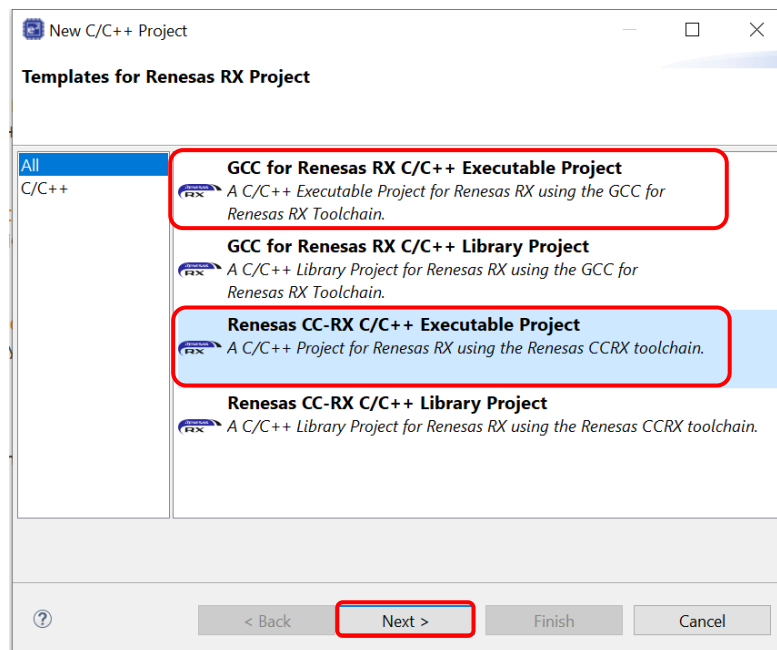 New C/C++ Project
Templates for Renesas RX Project
All
C/C++
GCC for Renesas RX C/C++ Executable Project
A C/C++ Executable Project for Renesas RX using the GCC for
Renesas RX Toolchain.
GCC for Renesas RX C/C++ Library Project
A C/C++ Library Project for Renesas RX using the GCC for
Renesas RX Toolchain.
Renesas CC-RX C/C++ Executable Project
A C/C++ Project for Renesas RX using the Renesas CCRX toolchain.
Renesas CC-RX C/C++ Library Project
A C/C++ Library Project for Renesas RX using the Renesas CCRX toolchain.
RX
RX
RX
RX
?
< Back
Next >
Finish
Cancel